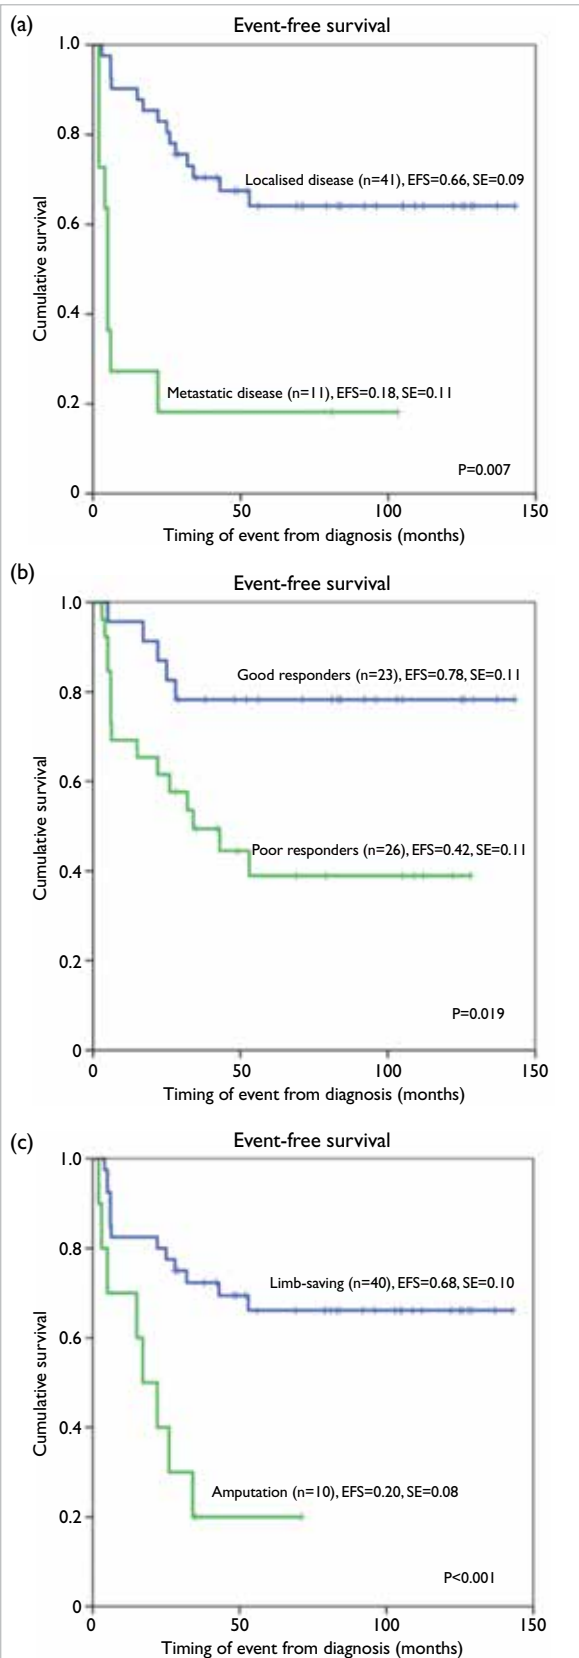 (a)
Event-free survival
1.0
0.8
0.6
0.4
0.2
0
Cumulative survival
Localised disease (n=41), EFS=0.66, SE=0.09
Metastatic disease (n=11), EFS=0.18, SE=0.11
P=0.007
0 50 100 150
Timing of event from diagnosis (months)
(b)
Event-free survival
1.0
0.8
0.6
0.4
0.2
0
Cumulative survival
Good responders (n=23), EFS=0.78, SE=0.11
Poor responders (n=26), EFS=0.42, SE=0.11
P=0.019
0 50 100 150
Timing of event from diagnosis (months)
(c)
Event-free survival
1.0
0.8
0.6
0.4
0.2
0
Cumulative survival
Limb-saving (n=40), EFS=0.68, SE=0.10
Amputation (n=10), EFS=0.20, SE=0.08
P<0.001
0 50 100 150
Timing of event from diagnosis (months)